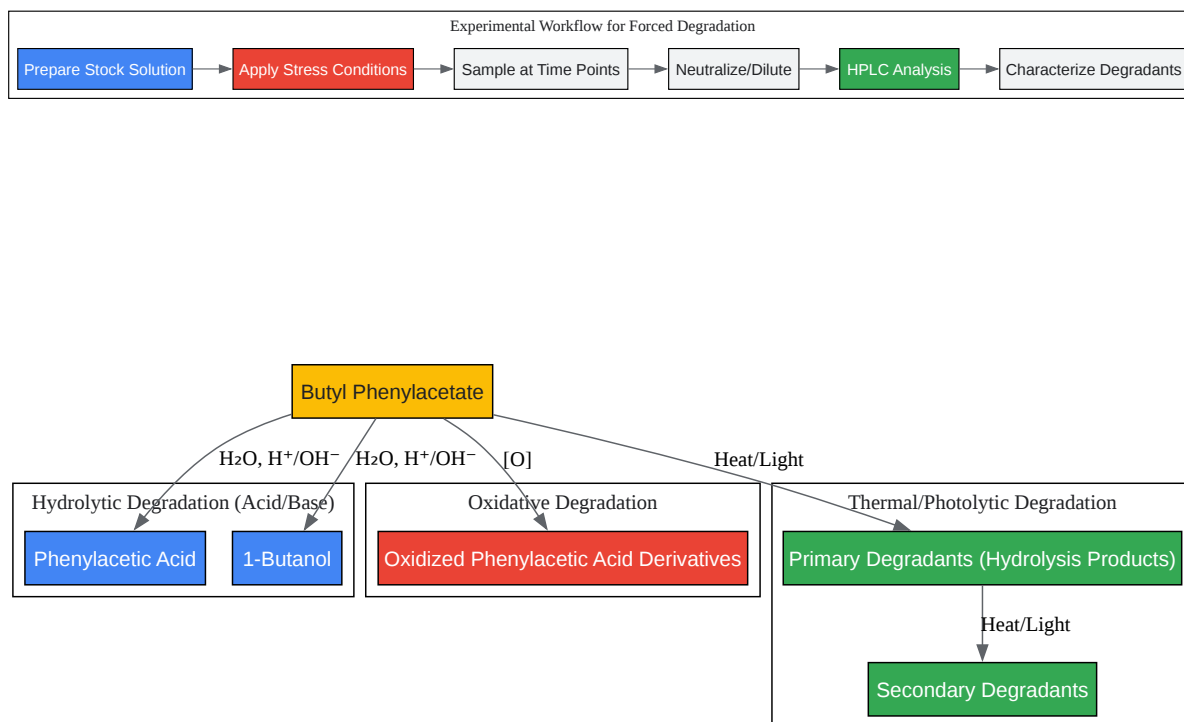 Experimental Workflow for Forced Degradation
Prepare Stock Solution
Apply Stress Conditions
Sample at Time Points
Neutralize/Dilute
HPLC Analysis
Characterize Degradants
Butyl Phenylacetate
H₂O, H⁺/OH⁻
H₂O, H⁺/OH⁻
[O]
Heat/Light
Hydrolytic Degradation (Acid/Base)
Oxidative Degradation
Thermal/Photolytic Degradation
Phenylacetic Acid
1-Butanol
Oxidized Phenylacetic Acid Derivatives
Primary Degradants (Hydrolysis Products)
Heat/Light
Secondary Degradants